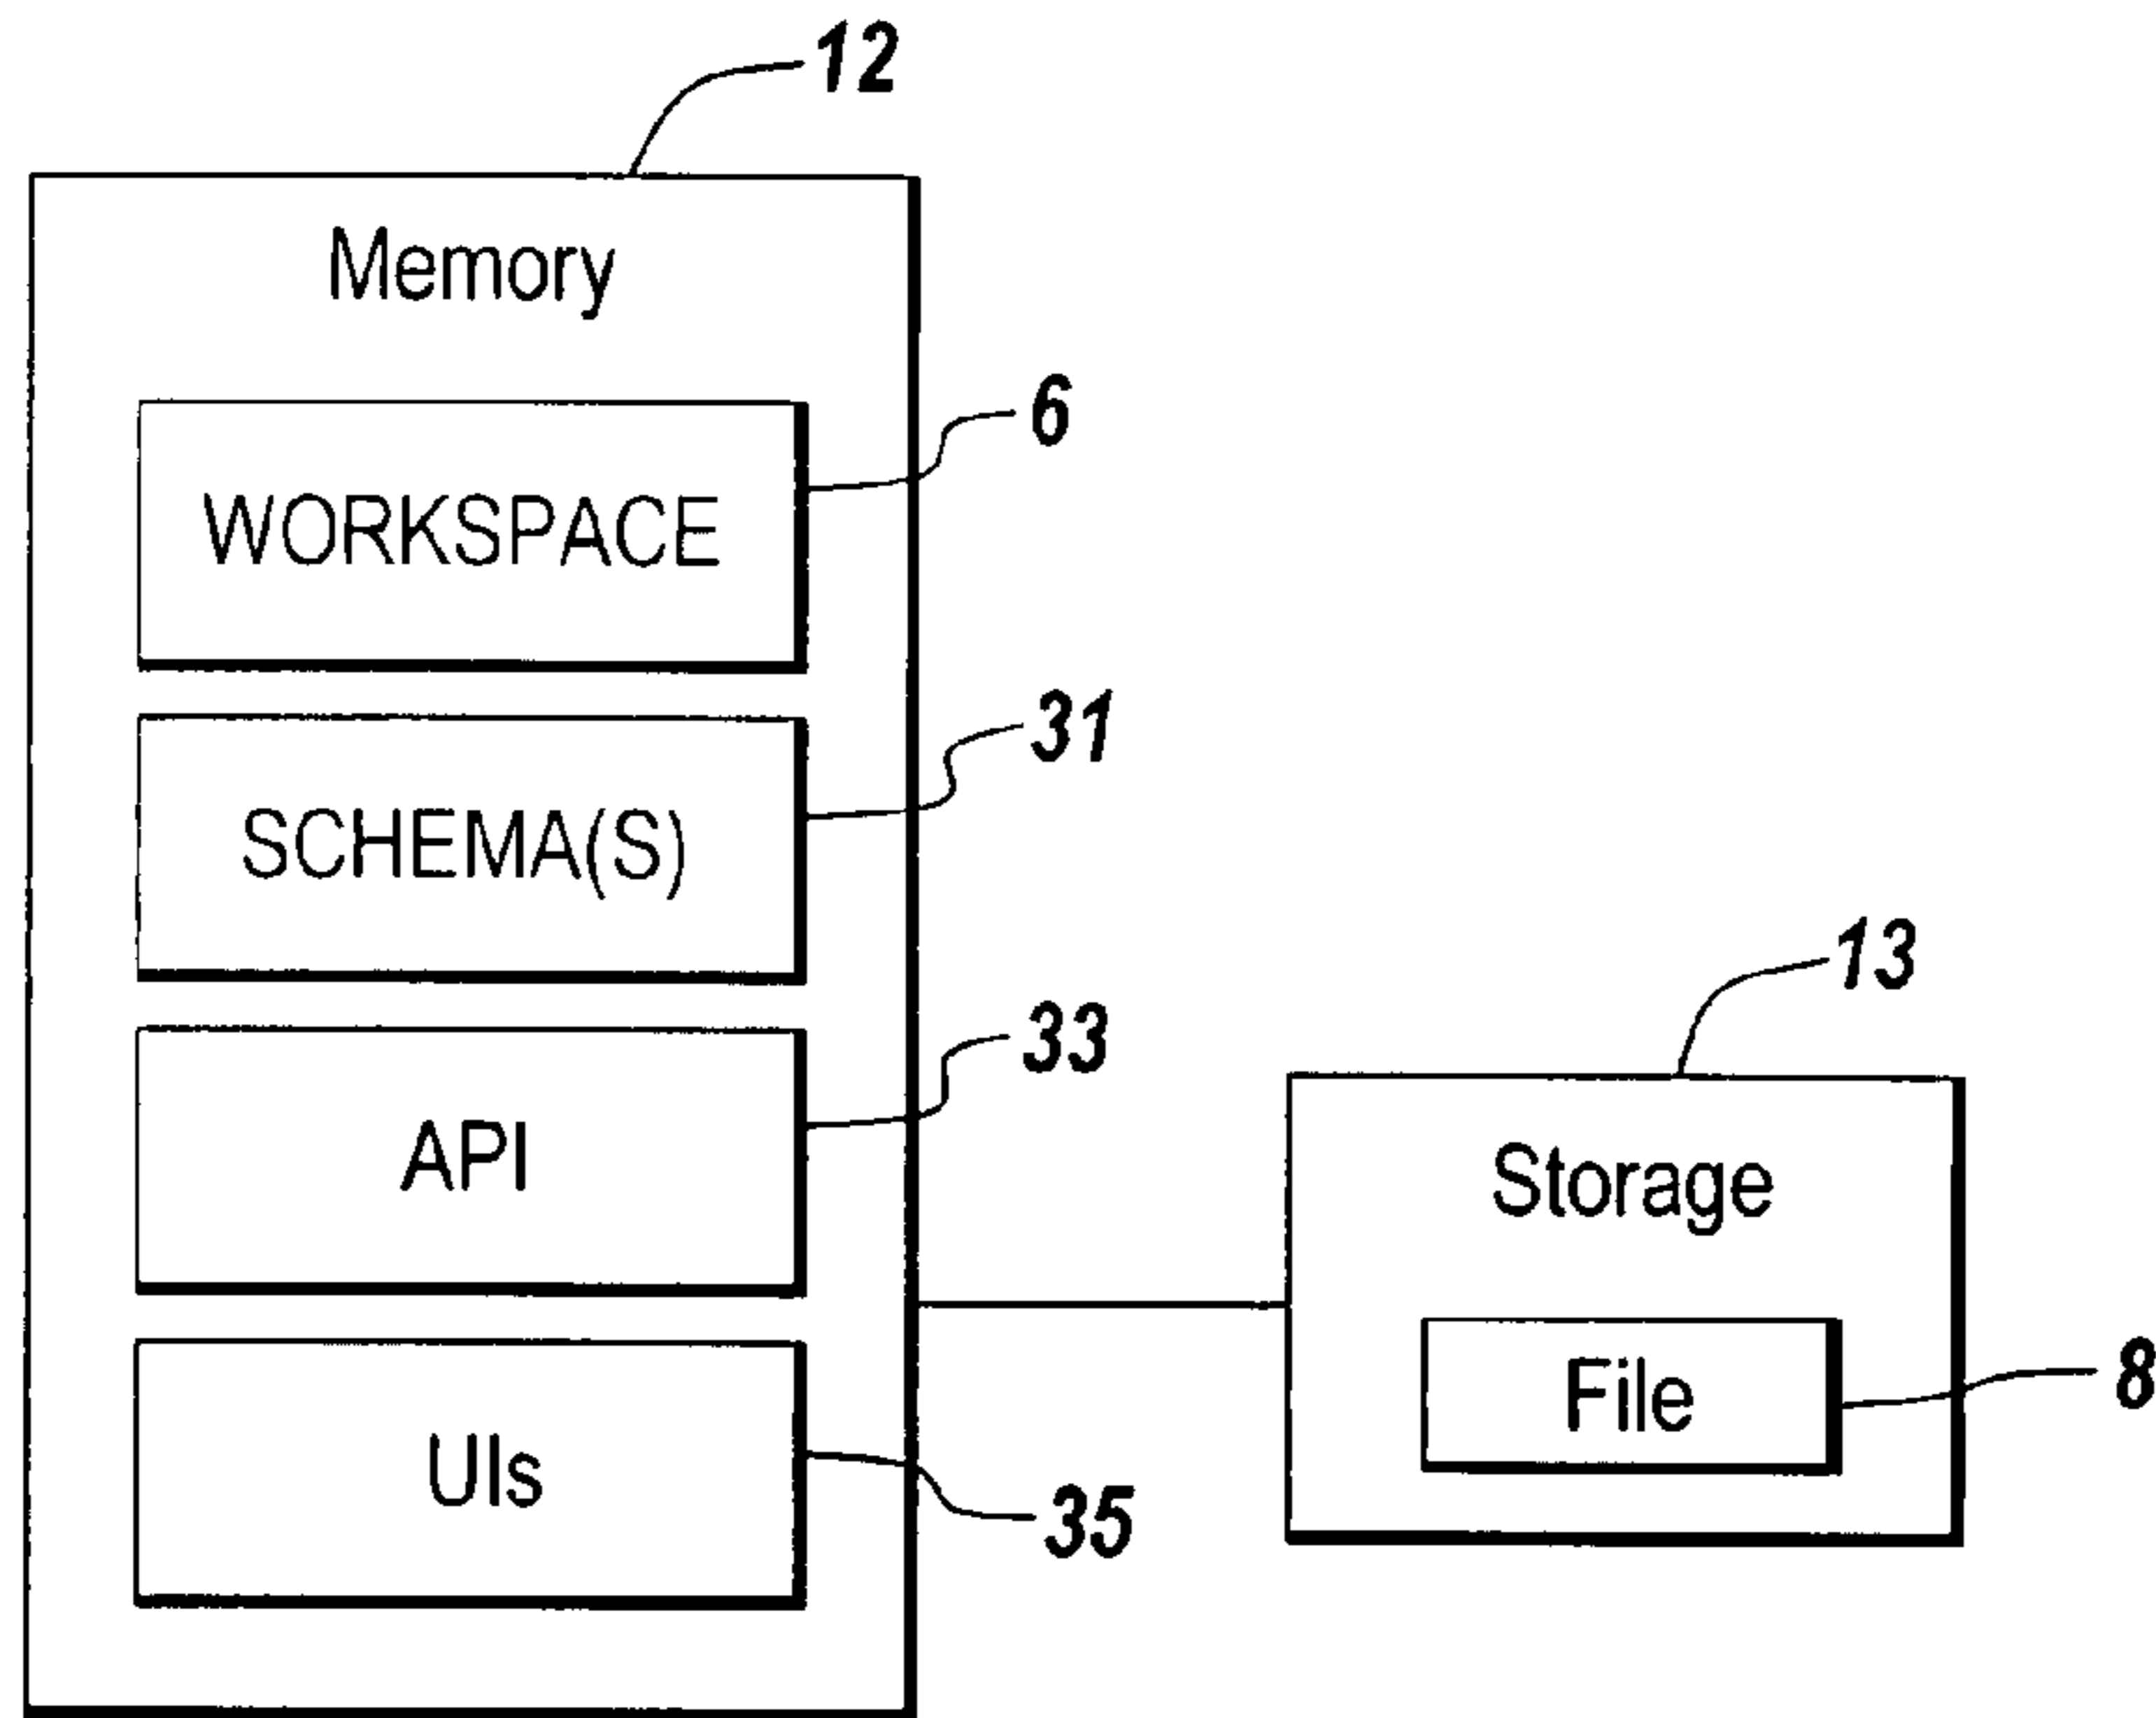 12
Memory
6
WORKSPACE
31
SCHEMA(S)
33
API
35
UIs
13
Storage
File
8